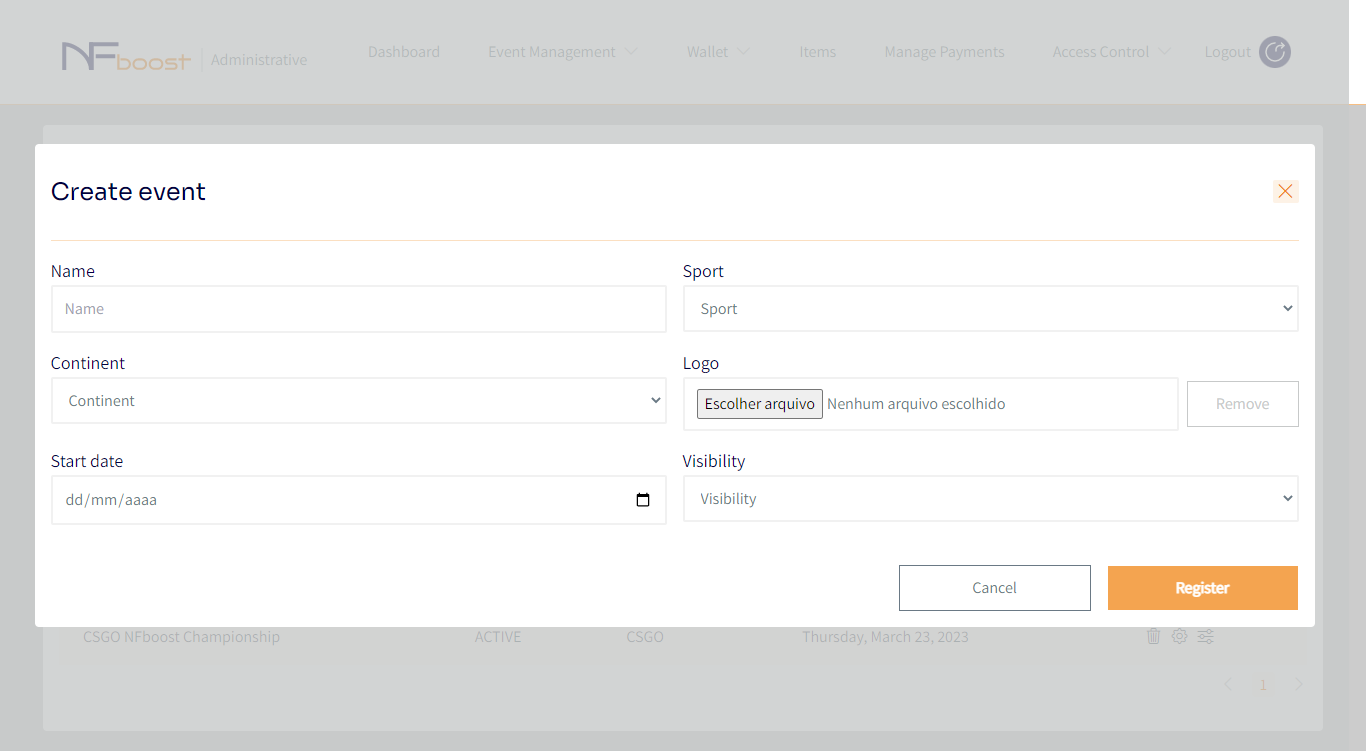 NFboost Administrative Dashboard Event Management Wallet Items Manage Payments Access Control Logout
Create event
Name Sport
Name Sport
Continent Logo
Continent Escolher arquivo Nenhum arquivo escolhido Remove
Start date Visibility
dd/mm/aaaa Visibility
Cancel Register
CSGO NFboost Championship ACTIVE CSGO Thursday, March 23, 2023
1